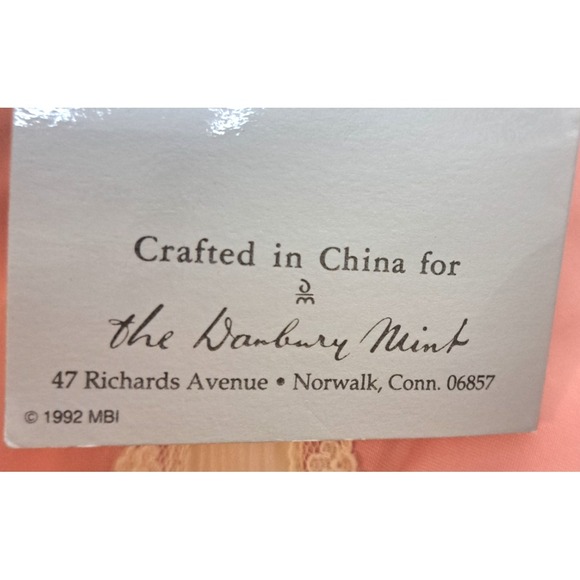 Crafted in China for
the Danbury Mint
47 Richards Avenue • Norwalk, Conn. 06857
© 1992 MBI